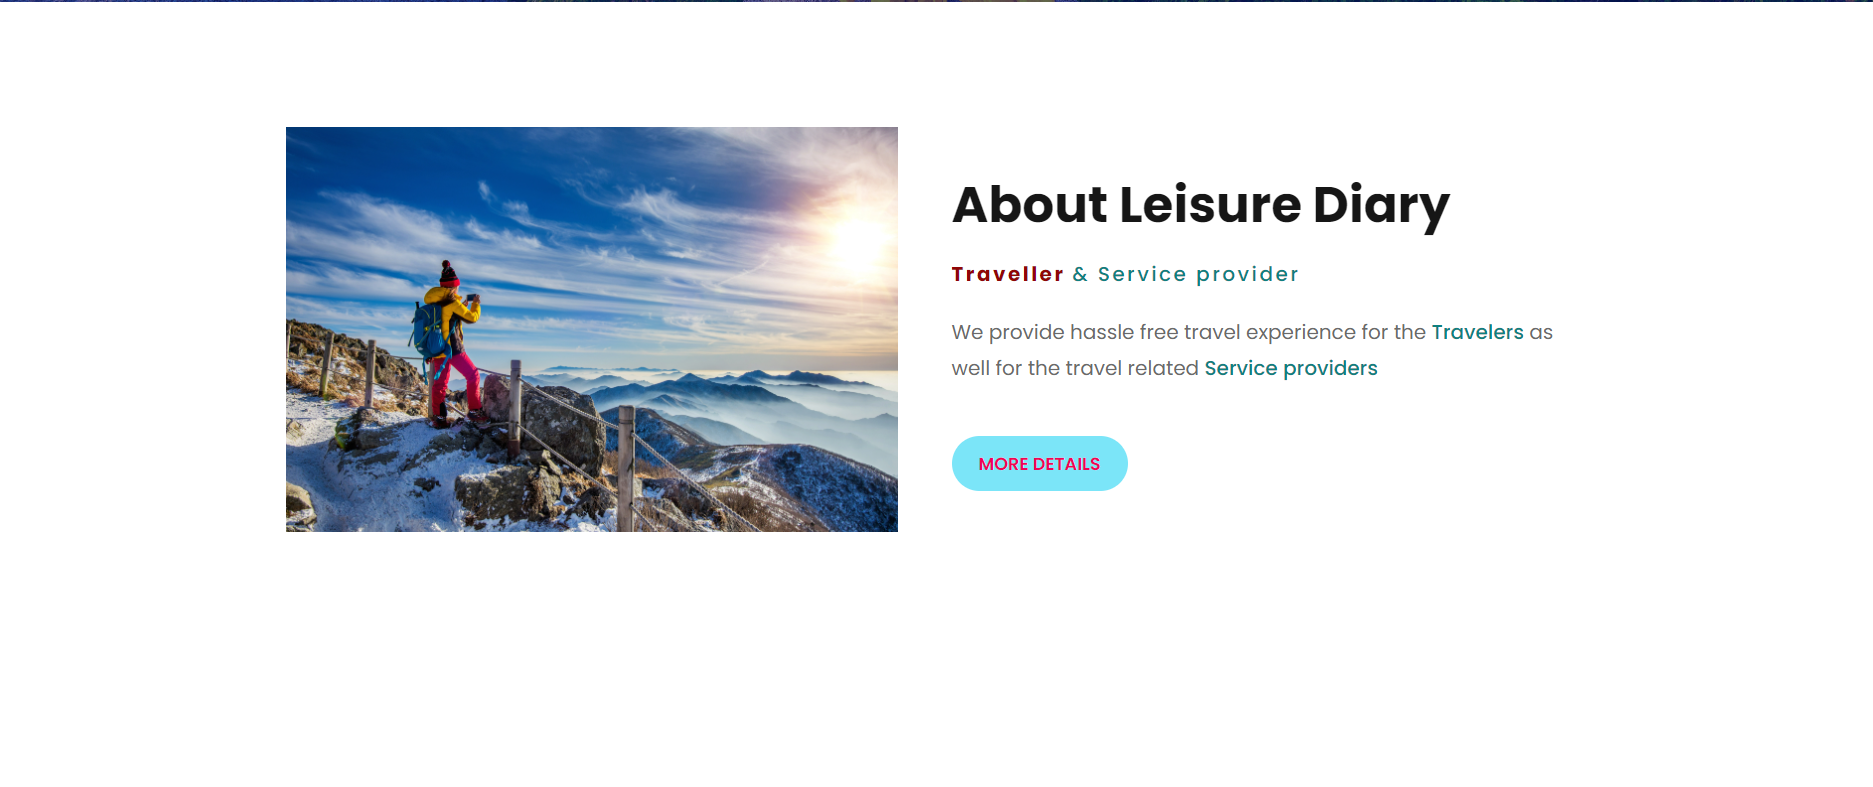 About Leisure Diary
Traveller & Service provider
We provide hassle free travel experience for the Travelers as
well for the travel related Service providers
MORE DETAILS